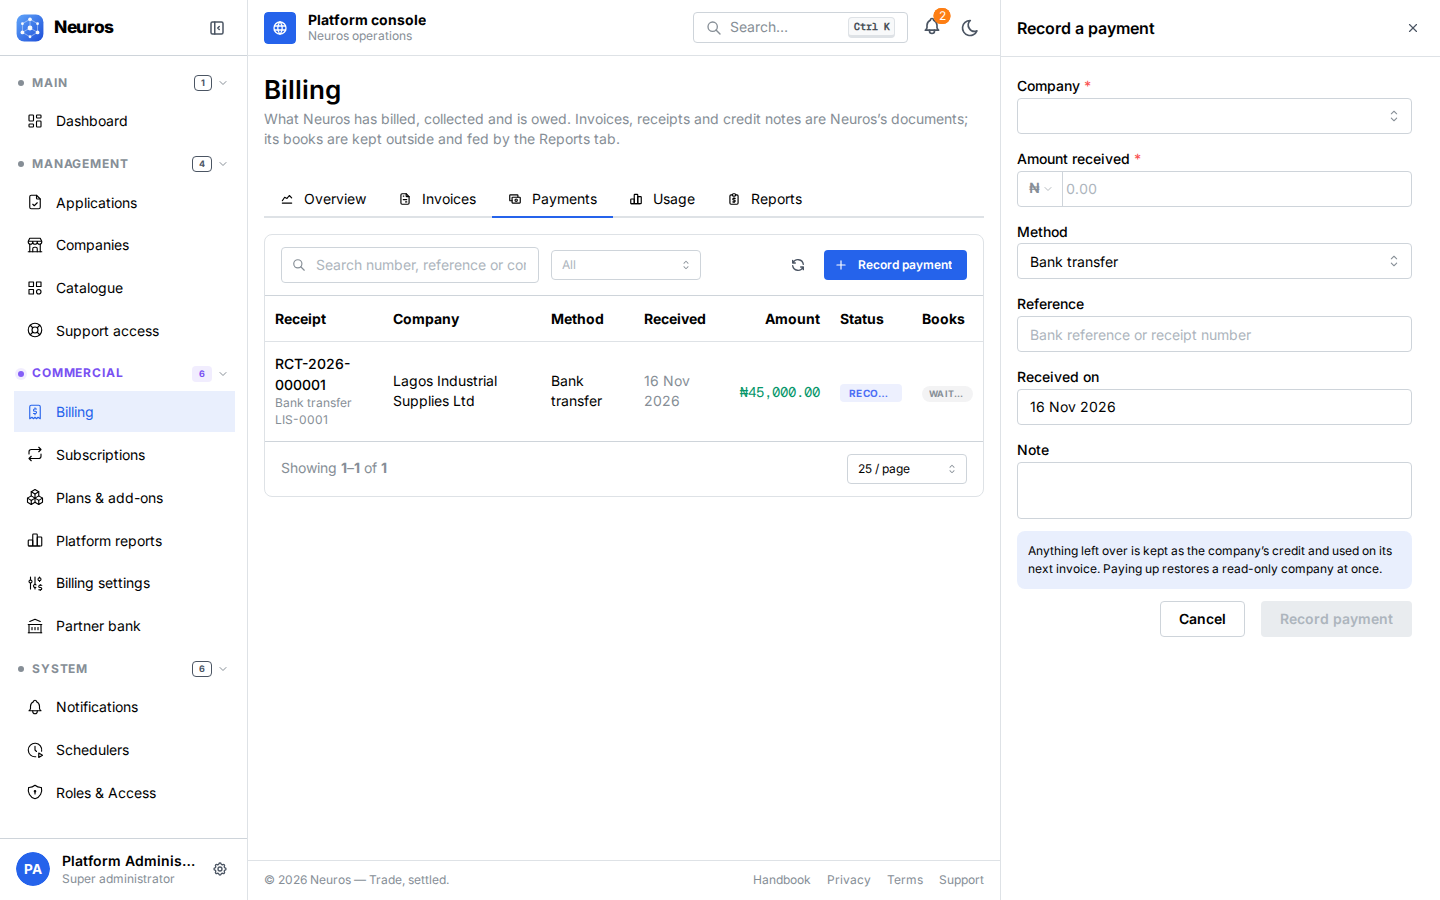 Neuros
MAIN
1
Dashboard
MANAGEMENT
4
Applications
Companies
Catalogue
Support access
COMMERCIAL
6
Billing
Subscriptions
Plans & add-ons
Platform reports
Billing settings
Partner bank
SYSTEM
6
Notifications
Schedulers
Roles & Access
PA
Platform Adminis...
Super administrator
Platform console
Neuros operations
Search...
Ctrl K
2
Billing
What Neuros has billed, collected and is owed. Invoices, receipts and credit notes are Neuros’s documents;
its books are kept outside and fed by the Reports tab.
Overview
Invoices
Payments
Usage
Reports
Search number, reference or cor
All
Record payment
Receipt
Company
Method
Received
Amount
Status
Books
RCT-2026-
000001
Bank transfer
LIS-0001
Lagos Industrial
Supplies Ltd
Bank
transfer
16 Nov
2026
₦45,000.00
RECO...
WAIT...
Showing 1–1 of 1
25 / page
© 2026 Neuros — Trade, settled.
Handbook
Privacy
Terms
Support
Record a payment
Company *
Amount received *
₦
0.00
Method
Bank transfer
Reference
Bank reference or receipt number
Received on
16 Nov 2026
Note
Anything left over is kept as the company’s credit and used on its
next invoice. Paying up restores a read-only company at once.
Cancel
Record payment